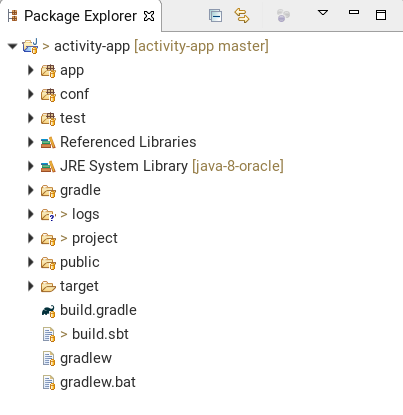 Package Explorer
> activity-app [activity-app master]
app
conf
test
Referenced Libraries
JRE System Library [java-8-oracle]
gradle
> logs
> project
public
target
build.gradle
> build.sbt
gradlew
gradlew.bat